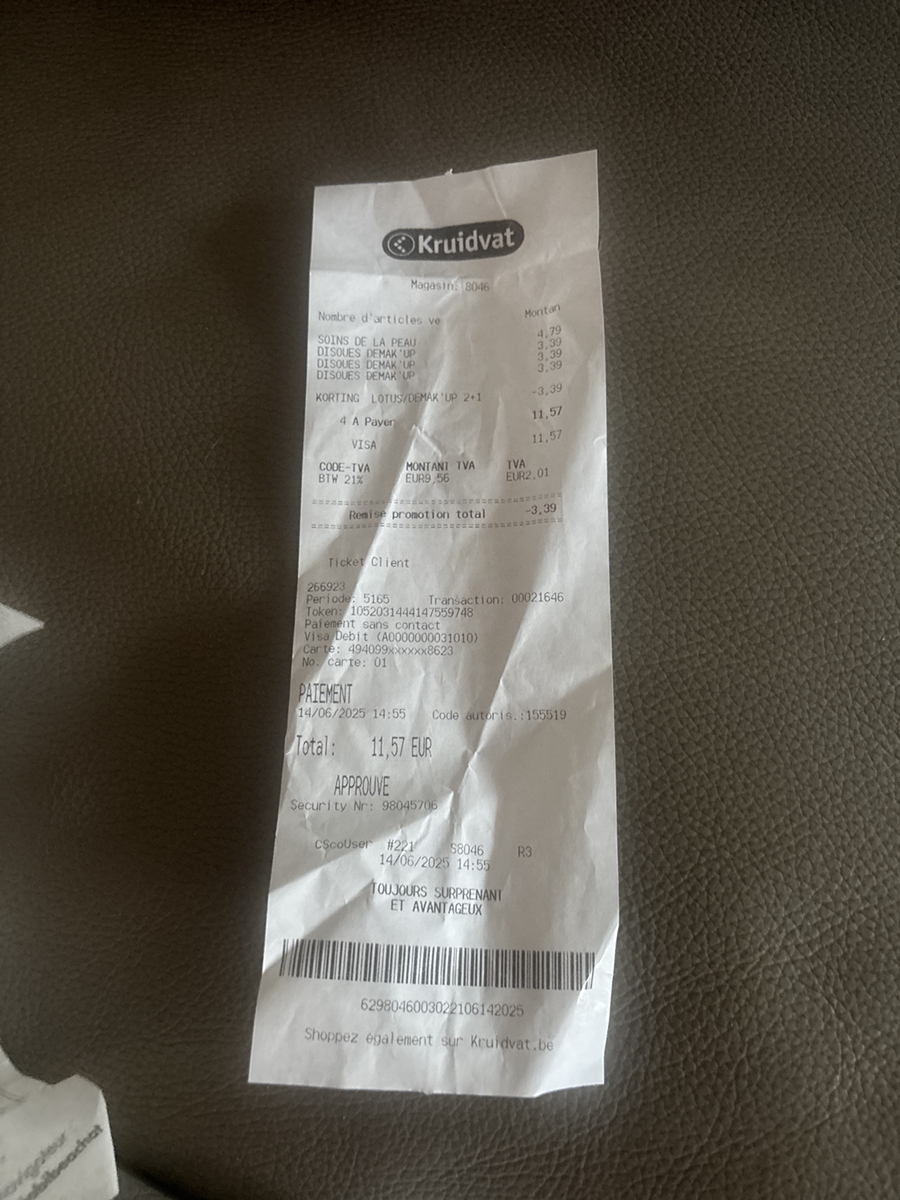 Kruidvat
Magasin: 8046
Nombre d'articles ve Montan
SOINS DE LA PEAU 4,79
DISQUES DEMAK'UP 3,39
DISQUES DEMAK'UP 3,39
DISQUES DEMAK'UP 3,39
KORTING LOTUS/DEMAK'UP 2+1 -3,39
4 A Payer 11,57
VISA 11,57
CODE-TVA MONTANT TVA TVA
BTW 21% EUR9,56 EUR2,01
Remise promotion total -3,39
Ticket Client
266923
Periode: 5165 Transaction: 00021646
Token: 1052031444147559748
Paiement sans contact
Visa Debit (A0000000031010)
Carte: 494099xxxxxx8623
No. carte: 01
PAIEMENT
14/06/2025 14:55 Code autoris.:155519
Total: 11,57 EUR
APPROUVE
Security Nr: 98045706
CScoUser #221 S8046 R3
14/06/2025 14:55
TOUJOURS SURPRENANT
ET AVANTAGEUX
6298046003022106142025
Shoppez également sur Kruidvat.be